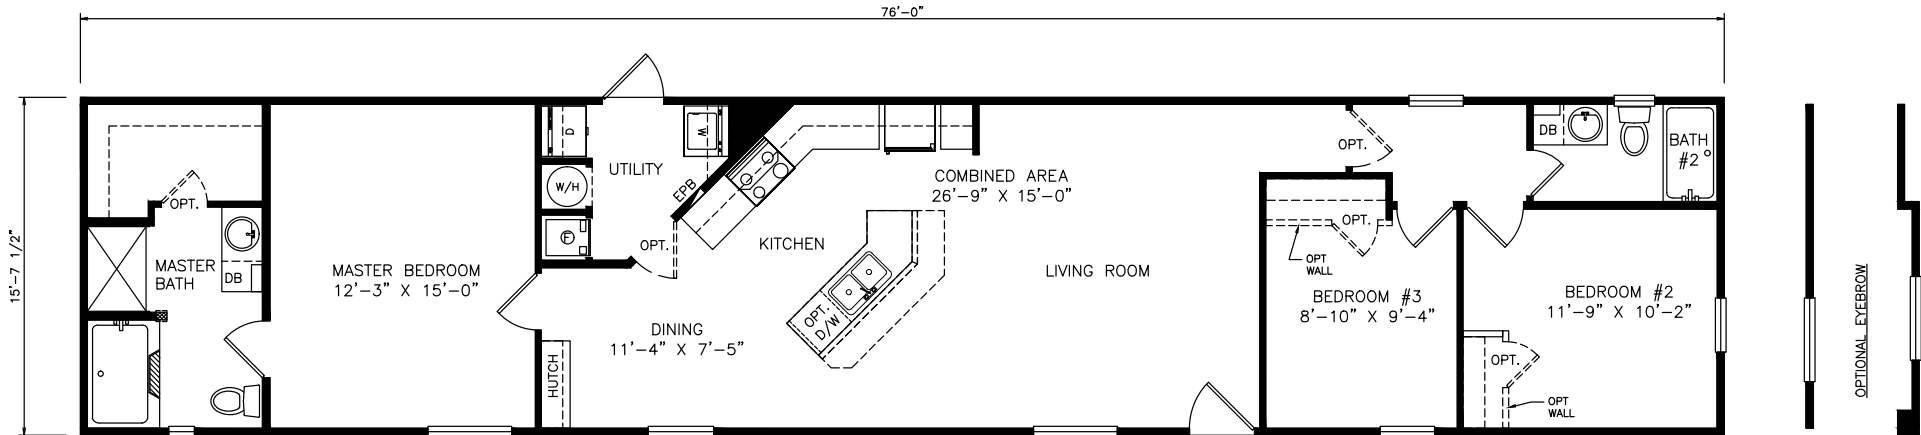 76'-0"
15'-7 1/2"
OPT.
MASTER
BATH
DB
MASTER BEDROOM
12'-3" X 15'-0"
D
W
UTILITY
W/H
F
EPB
OPT.
KITCHEN
HUTCH
DINING
11'-4" X 7'-5"
OPT.
D/W
COMBINED AREA
26'-9" X 15'-0"
LIVING ROOM
OPT.
OPT.
OPT
WALL
BEDROOM #3
8'-10" X 9'-4"
DB
BATH
#2
BEDROOM #2
11'-9" X 10'-2"
OPT.
OPT
WALL
OPTIONAL EYEBROW